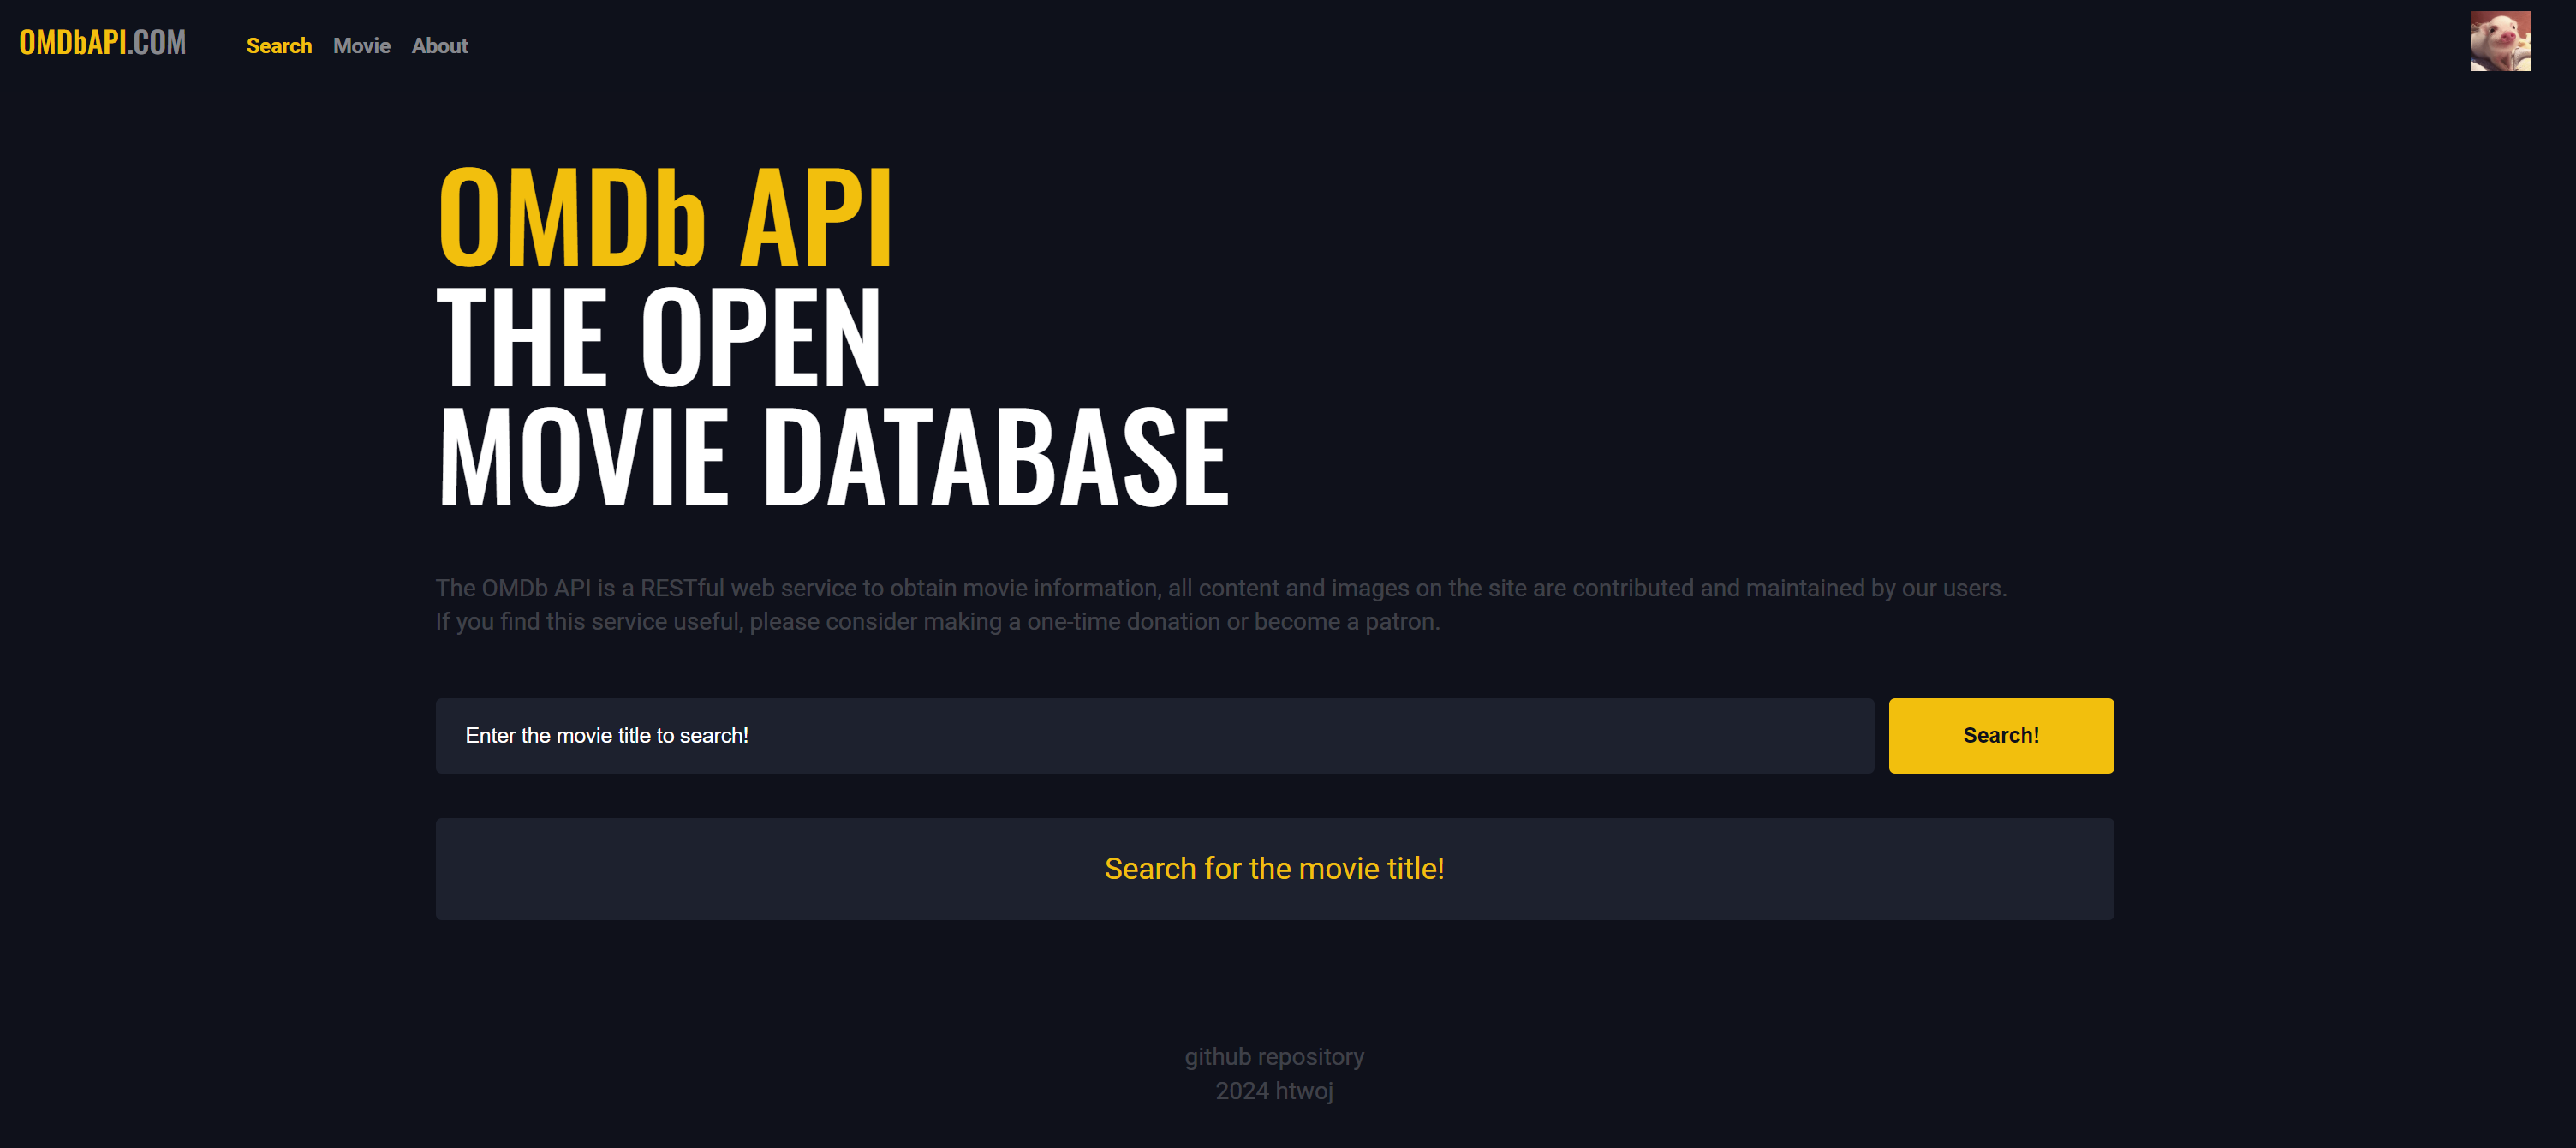 OMDbAPI.COM
Search Movie About
OMDb API
THE OPEN
MOVIE DATABASE
The OMDb API is a RESTful web service to obtain movie information, all content and images on the site are contributed and maintained by our users.
If you find this service useful, please consider making a one-time donation or become a patron.
Enter the movie title to search!
Search!
Search for the movie title!
github repository
2024 htwoj